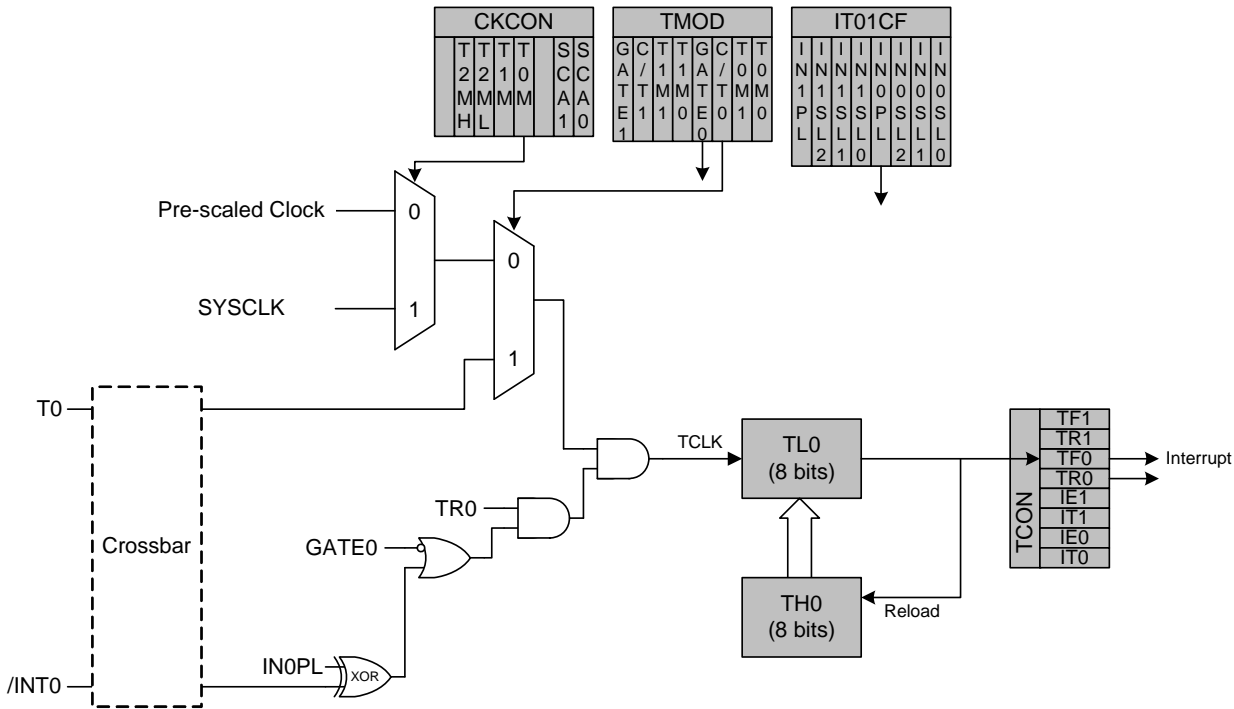 CKCON
T2MH
T2ML
T1M
T0M
SCA1
SCA0
TMOD
GATE1
C/T1
T1M1
T1M0
GATE0
C/T0
T0M1
T0M0
IT01CF
IN1PL
IN1SL2
IN1SL1
IN1SL0
IN0PL
IN0SL2
IN0SL1
IN0SL0
Pre-scaled Clock
0
SYSCLK
1
0
1
T0
Crossbar
/INT0
TR0
GATE0
IN0PL
XOR
TCLK
TL0
(8 bits)
TH0
(8 bits)
Reload
TCON
TF1
TR1
TF0
TR0
IE1
IT1
IE0
IT0
Interrupt